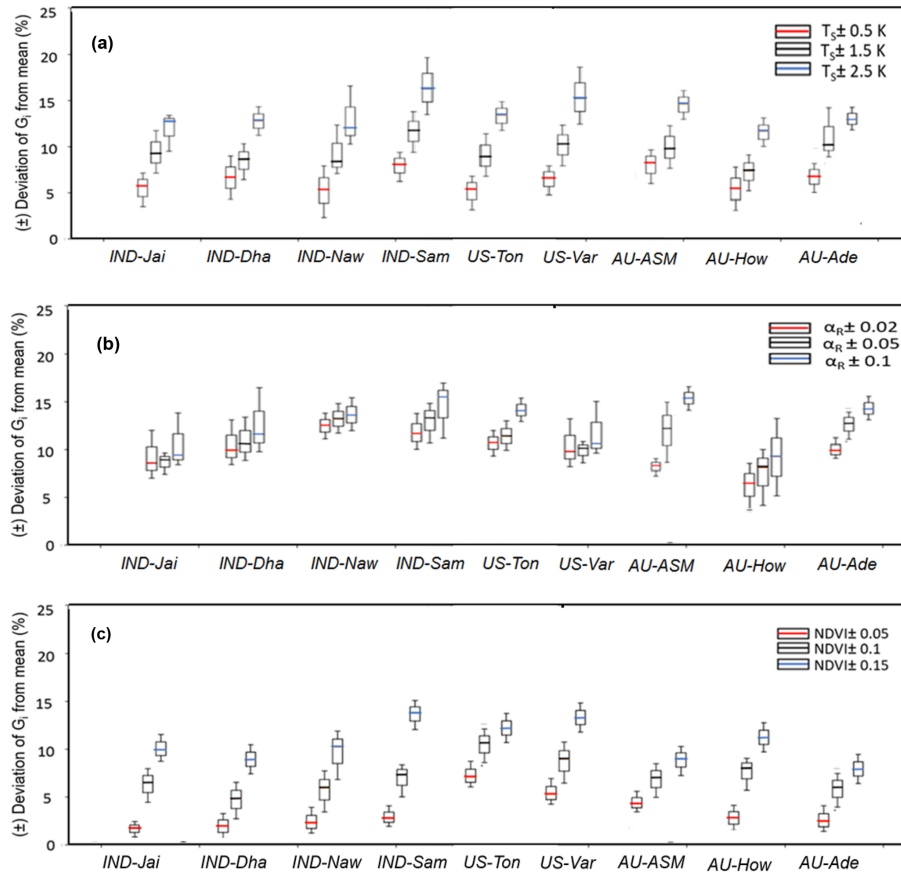 (±) Deviation of Gi from mean (%)
25
20
15
10
5
0
(a)
TS± 0.5 K
TS± 1.5 K
TS± 2.5 K
IND-Jai IND-Dha IND-Naw IND-Sam US-Ton US-Var AU-ASM AU-How AU-Ade
(±) Deviation of Gi from mean (%)
25
20
15
10
5
0
(b)
αR± 0.02
αR± 0.05
αR± 0.1
IND-Jai IND-Dha IND-Naw IND-Sam US-Ton US-Var AU-ASM AU-How AU-Ade
(±) Deviation of Gi from mean (%)
25
20
15
10
5
0
(c)
NDVI± 0.05
NDVI± 0.1
NDVI± 0.15
IND-Jai IND-Dha IND-Naw IND-Sam US-Ton US-Var AU-ASM AU-How AU-Ade